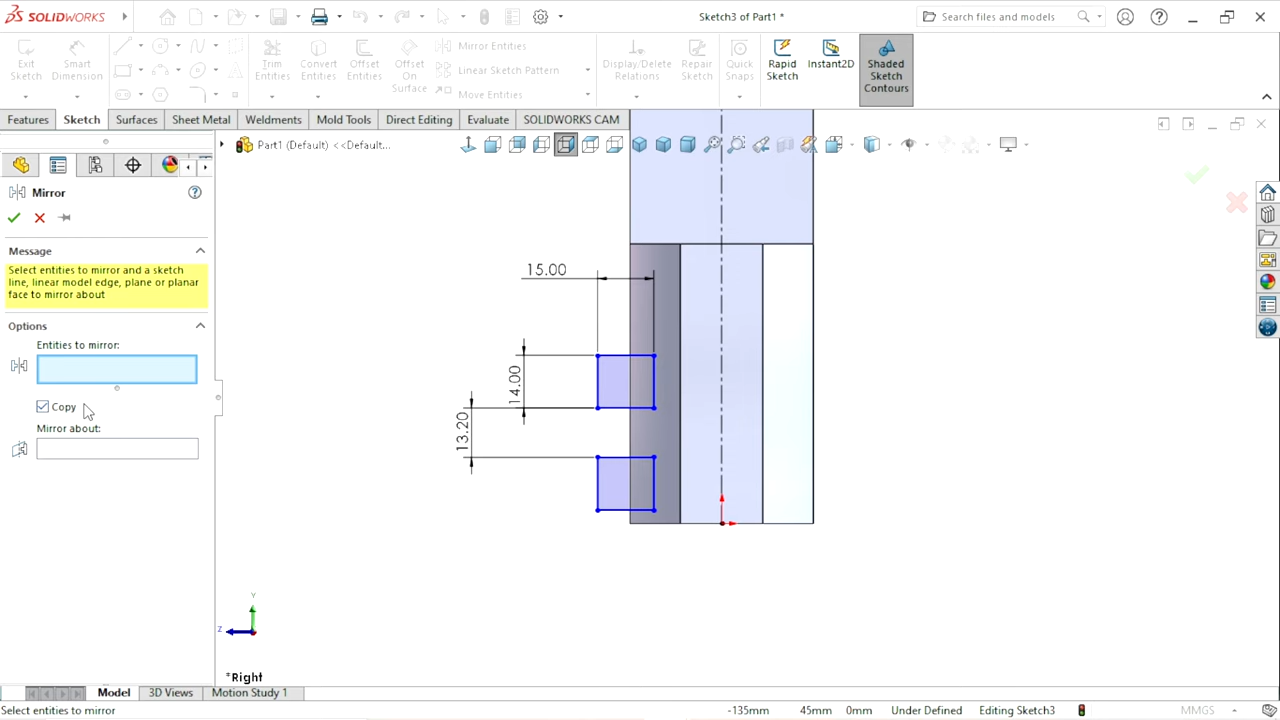 SOLIDWORKS
Sketch3 of Part1 *
Search files and models
Exit Sketch
Smart Dimension
Trim Entities
Convert Entities
Offset Entities
Offset On Surface
Mirror Entities
Linear Sketch Pattern
Move Entities
Display/Delete Relations
Repair Sketch
Quick Snaps
Rapid Sketch
Instant2D
Shaded Sketch Contours
Features
Sketch
Surfaces
Sheet Metal
Weldments
Mold Tools
Direct Editing
Evaluate
SOLIDWORKS CAM
Part1 (Default) <<Default...
Mirror
Message
Select entities to mirror and a sketch
line, linear model edge, plane or planar
face to mirror about
Options
Entities to mirror:
Copy
Mirror about:
15.00
14.00
13.20
Y
Z
*Right
Model
3D Views
Motion Study 1
Select entities to mirror
-135mm
45mm
0mm
Under Defined
Editing Sketch3
MMGS